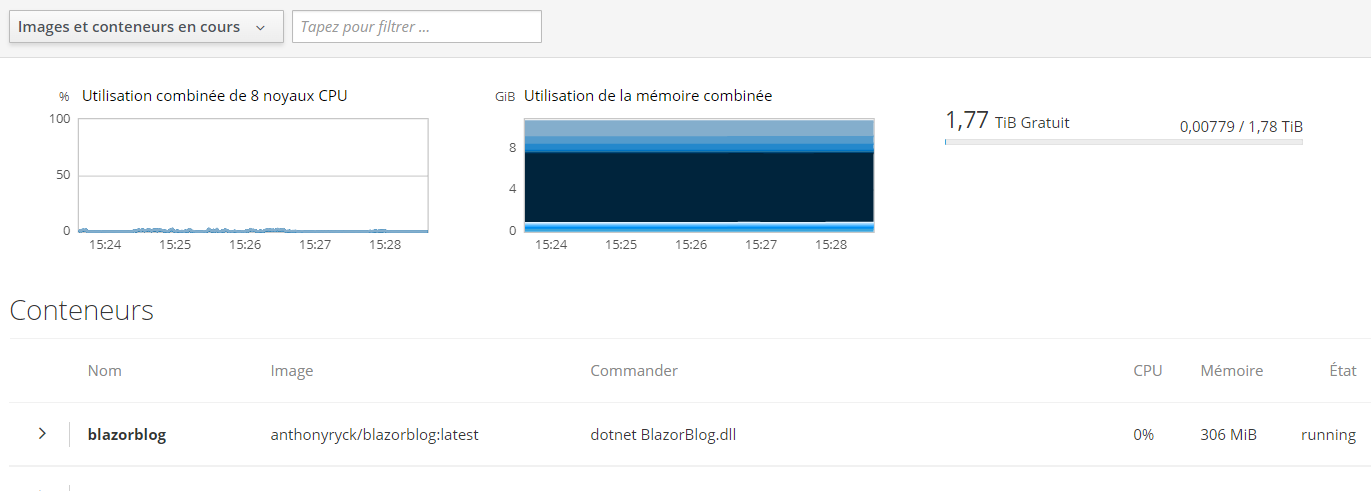 Images et conteneurs en cours
Tapez pour filtrer ...
% Utilisation combinée de 8 noyaux CPU
100
50
0
15:24 15:25 15:26 15:27 15:28
GiB Utilisation de la mémoire combinée
8
4
0
15:24 15:25 15:26 15:27 15:28
1,77 TiB Gratuit 0,00779 / 1,78 TiB
Conteneurs
Nom Image Commander CPU Mémoire État
blazorblog anthonyryck/blazorblog:latest dotnet BlazorBlog.dll 0% 306 MiB running